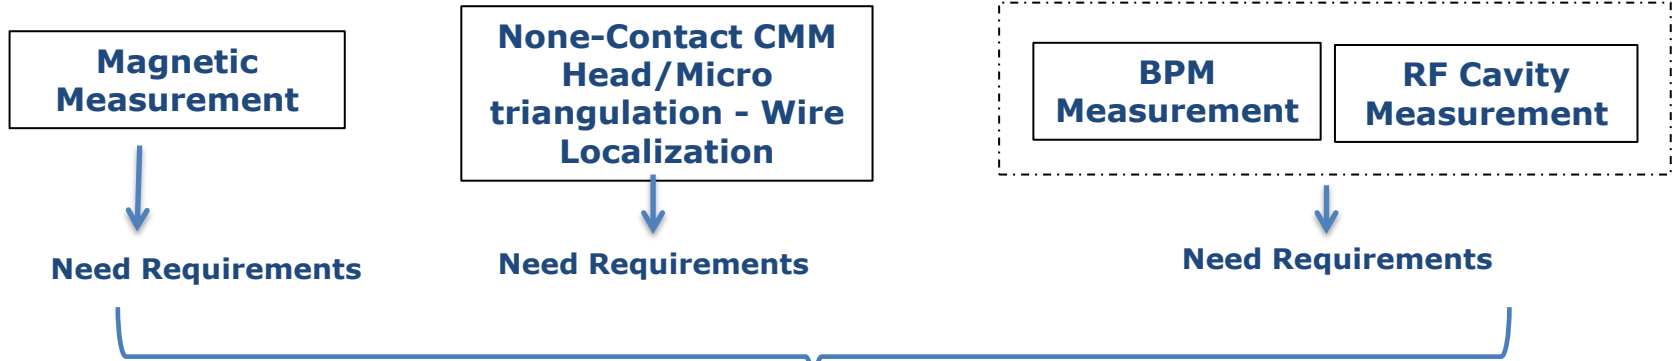 Magnetic
Measurement
None-Contact CMM
Head/Micro
triangulation - Wire
Localization
BPM
Measurement
RF Cavity
Measurement
Need Requirements
Need Requirements
Need Requirements